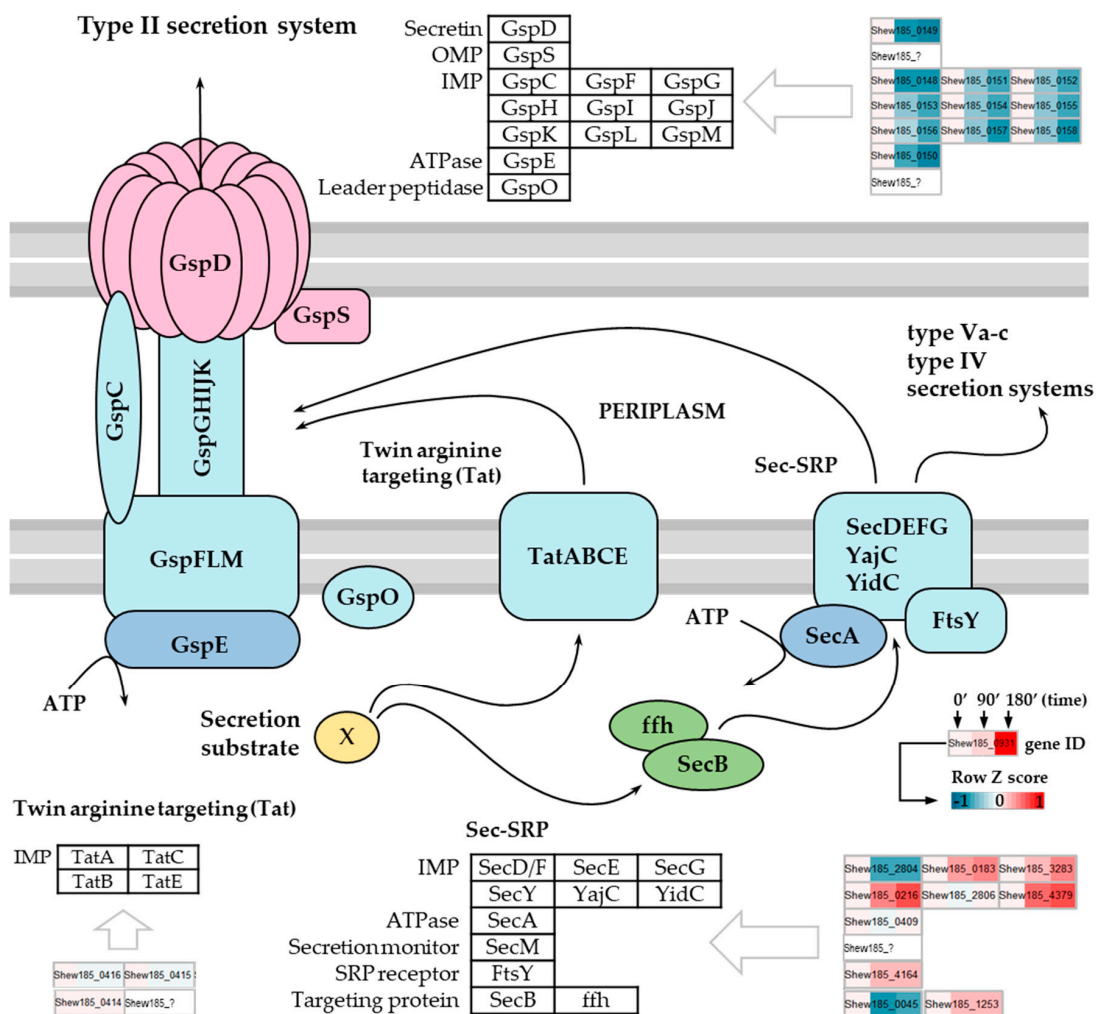 Type II secretion system
Secretin GspD
OMP GspS
IMP GspC GspF GspG
GspH GspI GspJ
GspK GspL GspM
ATPase GspE
Leader peptidase GspO
Shew185_0149
Shew185_?
Shew185_0148 Shew185_0151 Shew185_0152
Shew185_0153 Shew185_0154 Shew185_0155
Shew185_0156 Shew185_0157 Shew185_0158
Shew185_0150
Shew185_?
GspD
GspS
GspC
GspGHIJK
GspFLM
GspO
GspE
ATP
PERIPLASM
Twin arginine
targeting (Tat)
TatABCE
type Va-c
type IV
secretion systems
Sec-SRP
SecDEFG
YajC
YidC
FtsY
SecA
ATP
Secretion
substrate
X
ffh
SecB
0' 90' 180' (time)
Shew185_0931 gene ID
Row Z score
-1 0 1
Twin arginine targeting (Tat)
IMP TatA TatC
TatB TatE
Shew185_0416 Shew185_0415
Shew185_0414 Shew185_?
Sec-SRP
IMP SecD/F SecE SecG
SecY YajC YidC
ATPase SecA
Secretion monitor SecM
SRP receptor FtsY
Targeting protein SecB ffh
Shew185_2804 Shew185_0183 Shew185_3283
Shew185_0216 Shew185_2806 Shew185_4379
Shew185_0409
Shew185_?
Shew185_4164
Shew185_0045 Shew185_1253